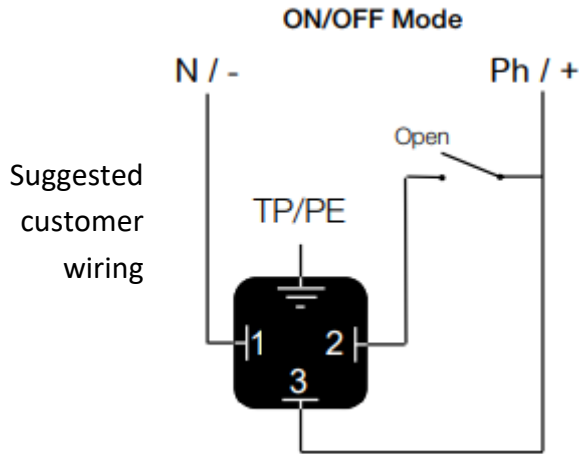 ON/OFF Mode
N / -
Ph / +
Open
Suggested
customer
wiring
TP/PE
1
2
3